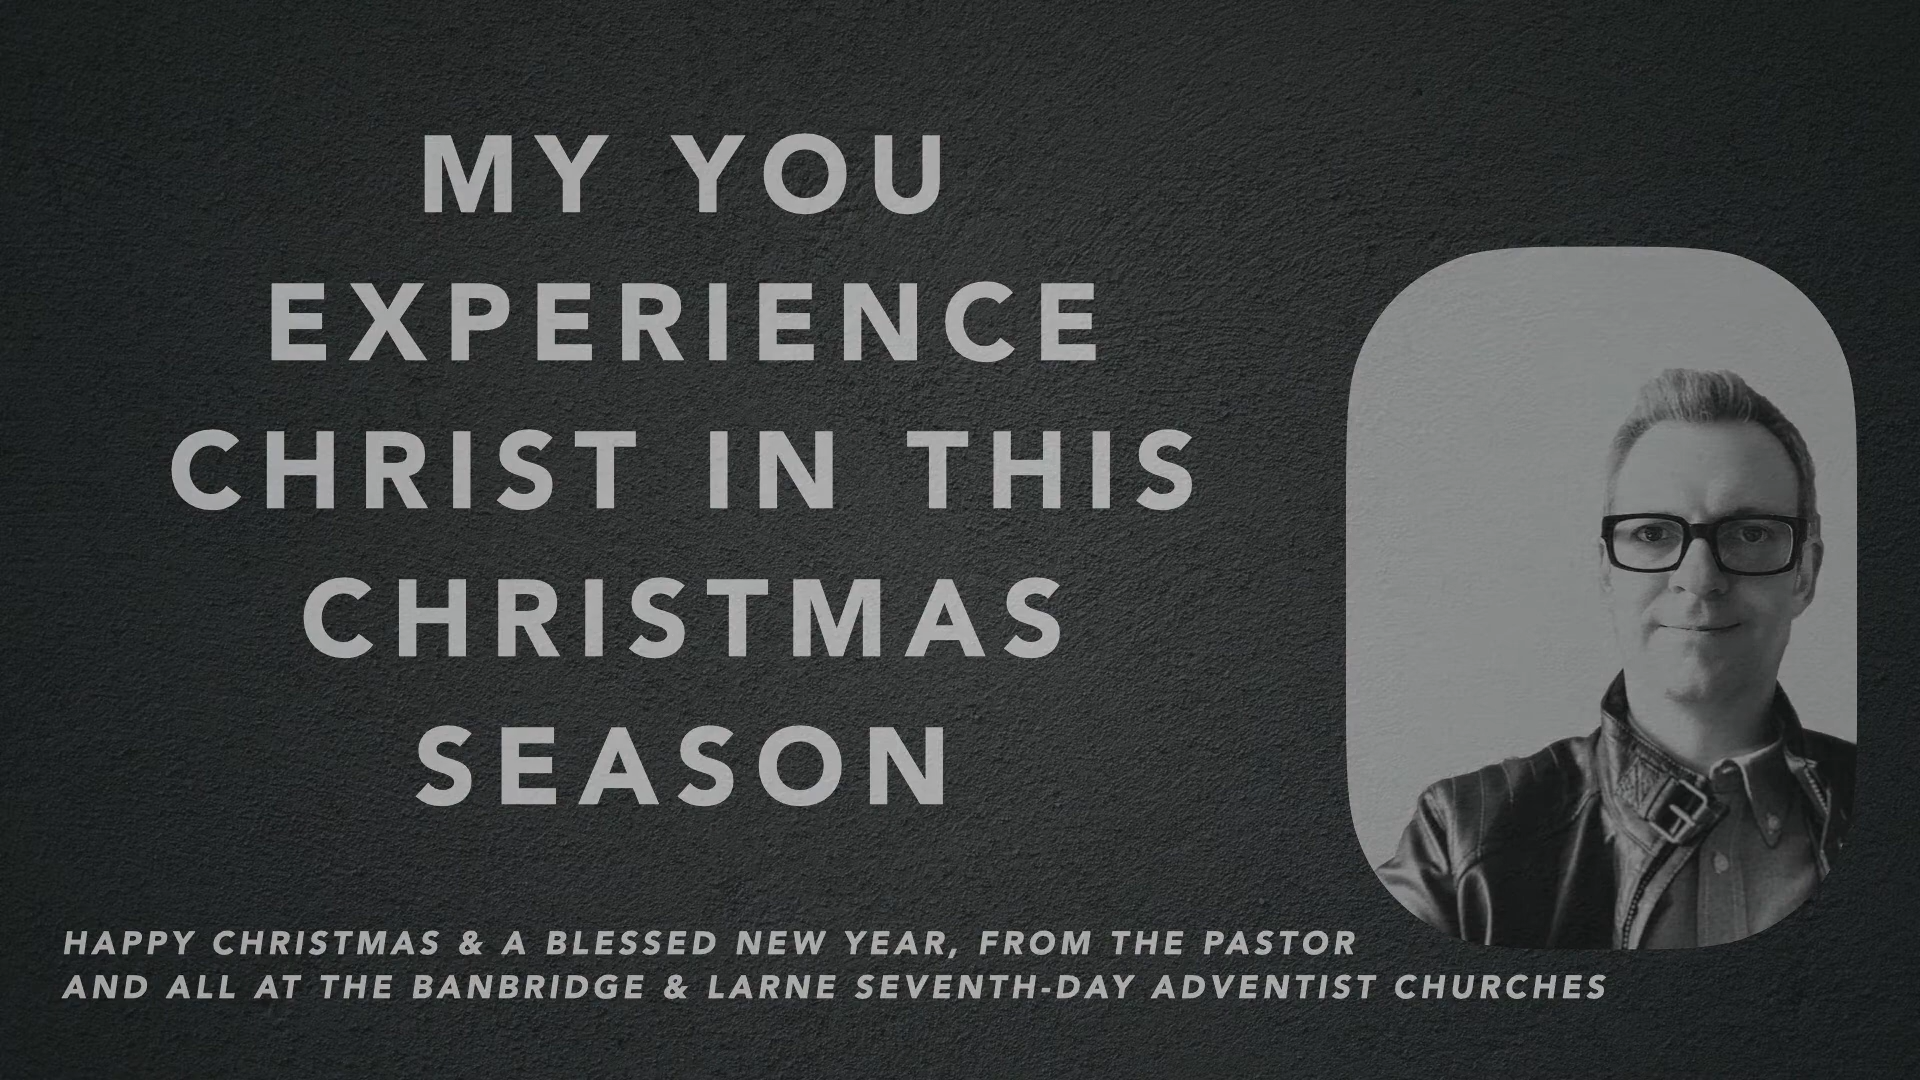 MY YOU
EXPERIENCE
CHRIST IN THIS
CHRISTMAS
SEASON
HAPPY CHRISTMAS & A BLESSED NEW YEAR, FROM THE PASTOR
AND ALL AT THE BANBRIDGE & LARNE SEVENTH-DAY ADVENTIST CHURCHES